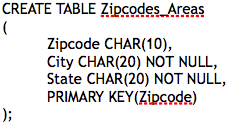 CREATE TABLE Zipcodes_Areas
(
Zipcode CHAR(10),
City CHAR(20) NOT NULL,
State CHAR(20) NOT NULL,
PRIMARY KEY(Zipcode)
);